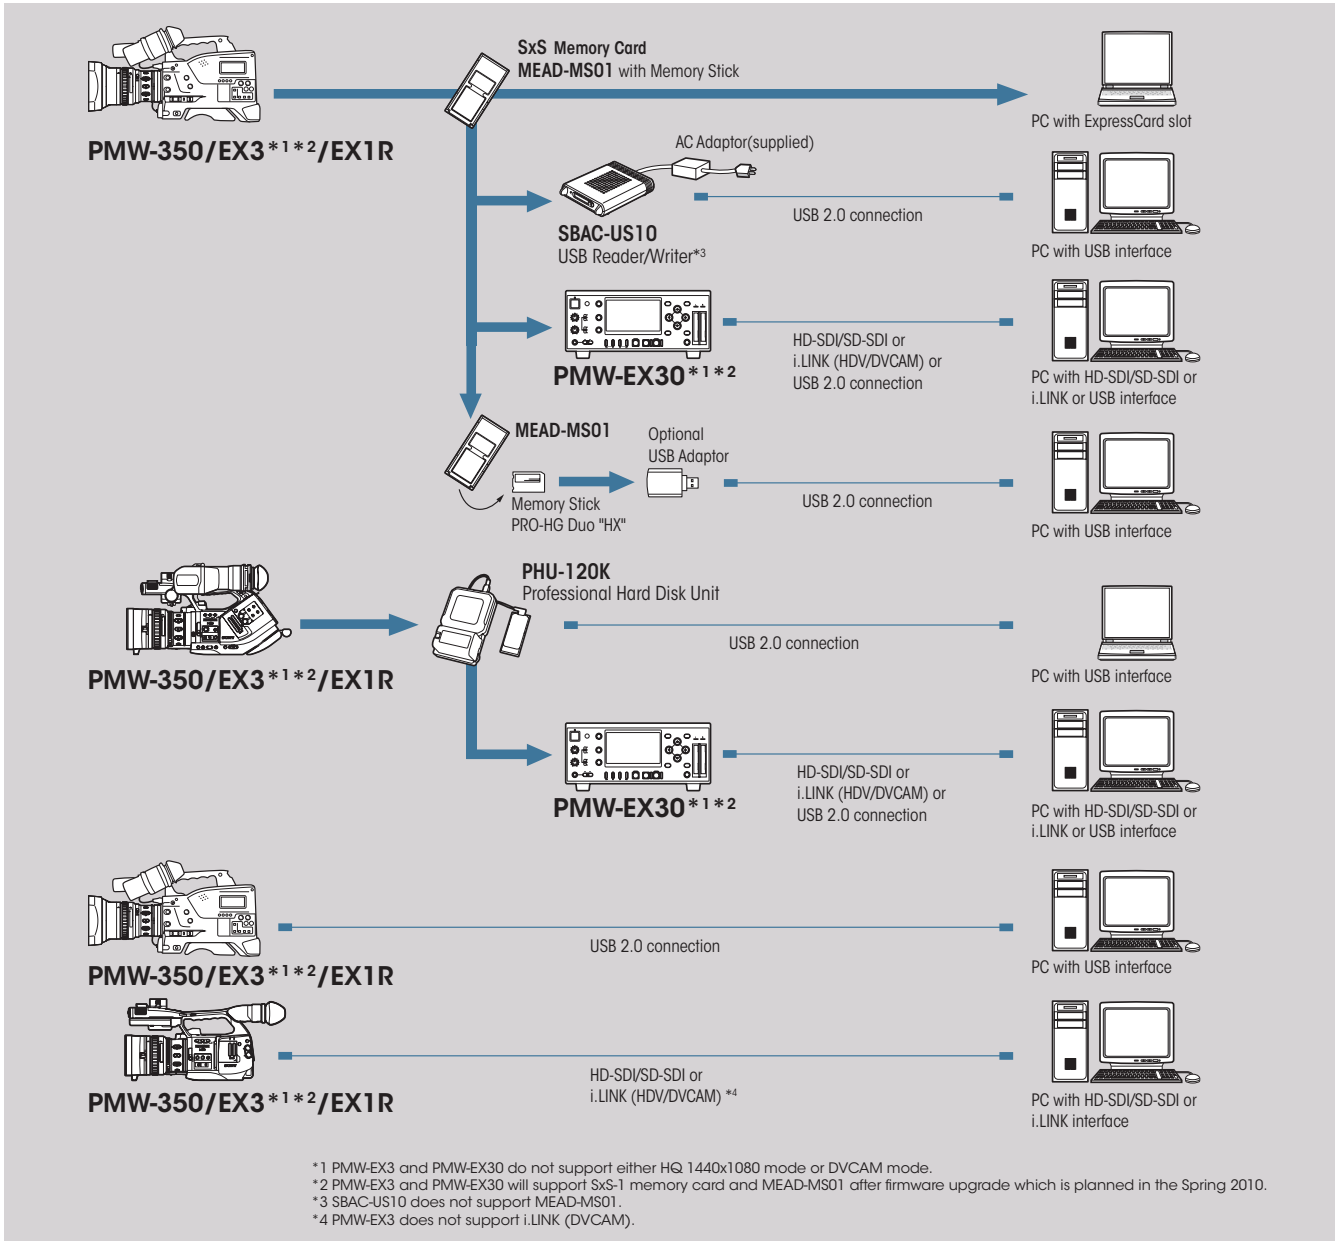 SxS Memory Card
MEAD-MS01 with Memory Stick
PC with ExpressCard slot
PMW-350/EX3*1*2/EX1R
AC Adaptor(supplied)
USB 2.0 connection
SBAC-US10
USB Reader/Writer*3
PC with USB interface
HD-SDI/SD-SDI or
i.LINK (HDV/DVCAM) or
USB 2.0 connection
PMW-EX30*1*2
PC with HD-SDI/SD-SDI or
i.LINK or USB interface
MEAD-MS01
Optional
USB Adaptor
Memory Stick
PRO-HG Duo "HX"
USB 2.0 connection
PC with USB interface
PHU-120K
Professional Hard Disk Unit
USB 2.0 connection
PMW-350/EX3*1*2/EX1R
PC with USB interface
HD-SDI/SD-SDI or
i.LINK (HDV/DVCAM) or
USB 2.0 connection
PMW-EX30*1*2
PC with HD-SDI/SD-SDI or
i.LINK or USB interface
USB 2.0 connection
PMW-350/EX3*1*2/EX1R
PC with USB interface
HD-SDI/SD-SDI or
i.LINK (HDV/DVCAM) *4
PMW-350/EX3*1*2/EX1R
PC with HD-SDI/SD-SDI or
i.LINK interface
*1 PMW-EX3 and PMW-EX30 do not support either HQ 1440x1080 mode or DVCAM mode.
*2 PMW-EX3 and PMW-EX30 will support SxS-1 memory card and MEAD-MS01 after firmware upgrade which is planned in the Spring 2010.
*3 SBAC-US10 does not support MEAD-MS01.
*4 PMW-EX3 does not support i.LINK (DVCAM).